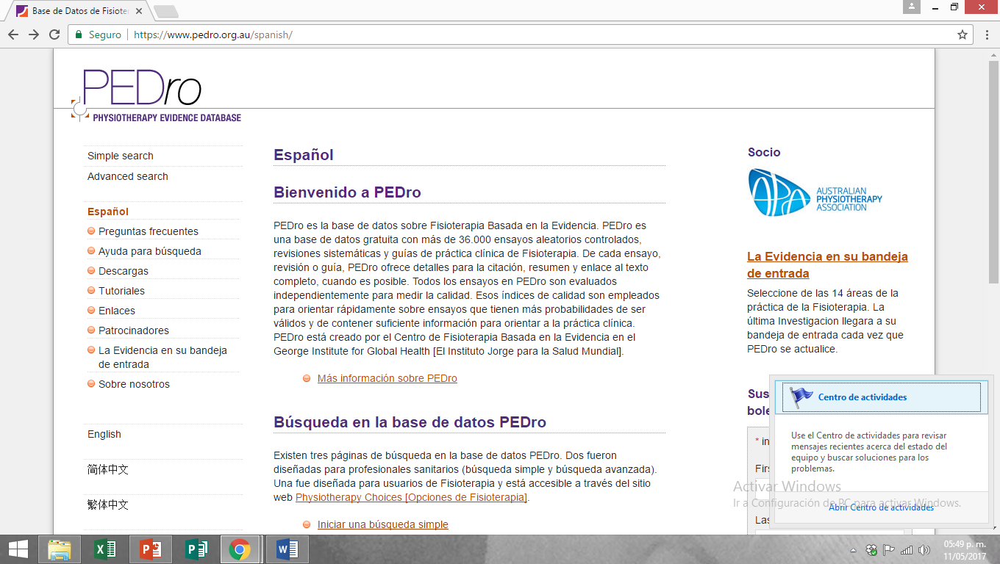 Base de Datos de Fisiote
Seguro
https://www.pedro.org.au/spanish/
PEDro
PHYSIOTHERAPY EVIDENCE DATABASE
Simple search
Advanced search
Español
Preguntas frecuentes
Ayuda para búsqueda
Descargas
Tutoriales
Enlaces
Patrocinadores
La Evidencia en su bandeja
de entrada
Sobre nosotros
English
简体中文
繁体中文
Español
Bienvenido a PEDro
PEDro es la base de datos sobre Fisioterapia Basada en la Evidencia. PEDro es
una base de datos gratuita con más de 36.000 ensayos aleatorios controlados,
revisiones sistemáticas y guías de práctica clínica de Fisioterapia. De cada ensayo,
revisión o guía, PEDro ofrece detalles para la citación, resumen y enlace al texto
completo, cuando es posible. Todos los ensayos en PEDro son evaluados
independientemente para medir la calidad. Esos índices de calidad son empleados
para orientar rápidamente sobre ensayos que tienen más probabilidades de ser
válidos y de contener suficiente información para orientar a la práctica clínica.
PEDro está creado por el Centro de Fisioterapia Basada en la Evidencia en el
George Institute for Global Health [El Instituto Jorge para la Salud Mundial].
Más información sobre PEDro
Búsqueda en la base de datos PEDro
Existen tres páginas de búsqueda en la base de datos PEDro. Dos fueron
diseñadas para profesionales sanitarios (búsqueda simple y búsqueda avanzada).
Una fue diseñada para usuarios de Fisioterapia y está accesible a través del sitio
web Physiotherapy Choices [Opciones de Fisioterapia].
Iniciar una búsqueda simple
Socio
APA
AUSTRALIAN
PHYSIOTHERAPY
ASSOCIATION
La Evidencia en su bandeja
de entrada
Seleccione de las 14 áreas de la
práctica de la Fisioterapia. La
última Investigacion llegara a su
bandeja de entrada cada vez que
PEDro se actualice.
Sus
bole
* in
Firs
Las
Centro de actividades
Use el Centro de actividades para revisar
mensajes recientes acerca del estado del
equipo y buscar soluciones para los
problemas.
Abrir Centro de actividades
Activar Windows
Ir a Configuración de PC para activar Windows.
05:49 p. m.
11/05/2017